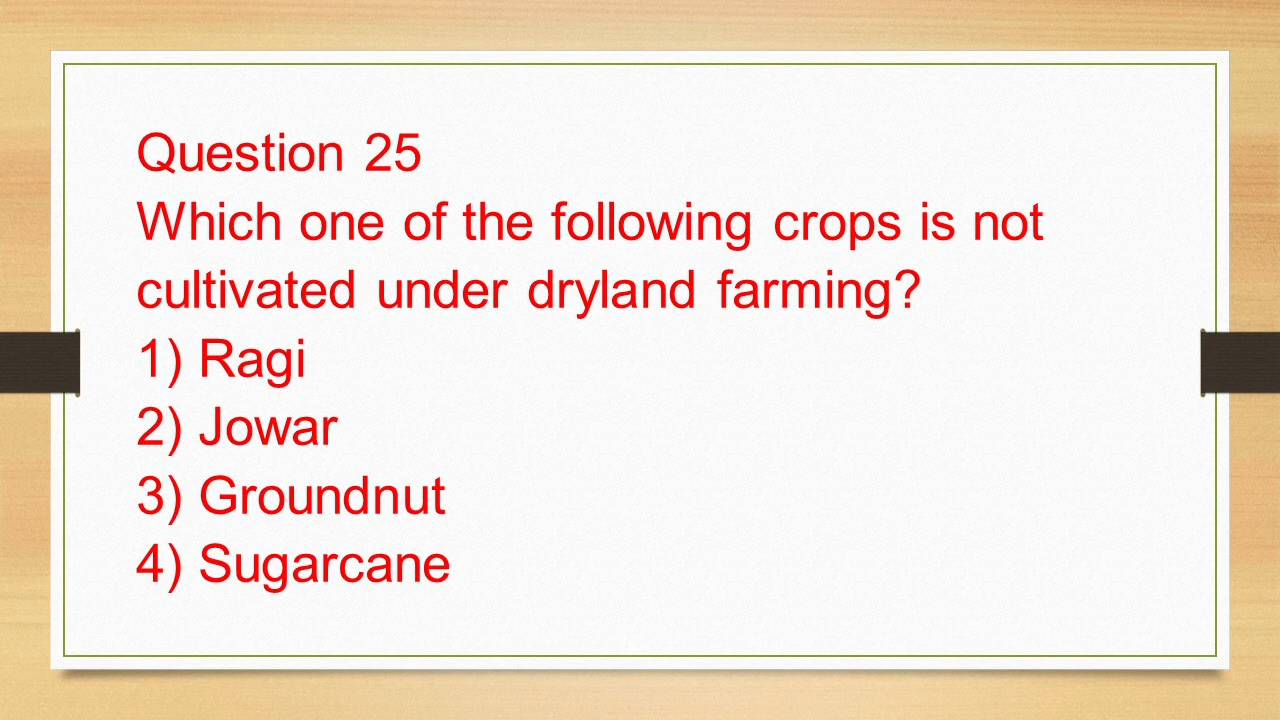 Question 25
Which one of the following crops is not
cultivated under dryland farming?
1) Ragi
2) Jowar
3) Groundnut
4) Sugarcane